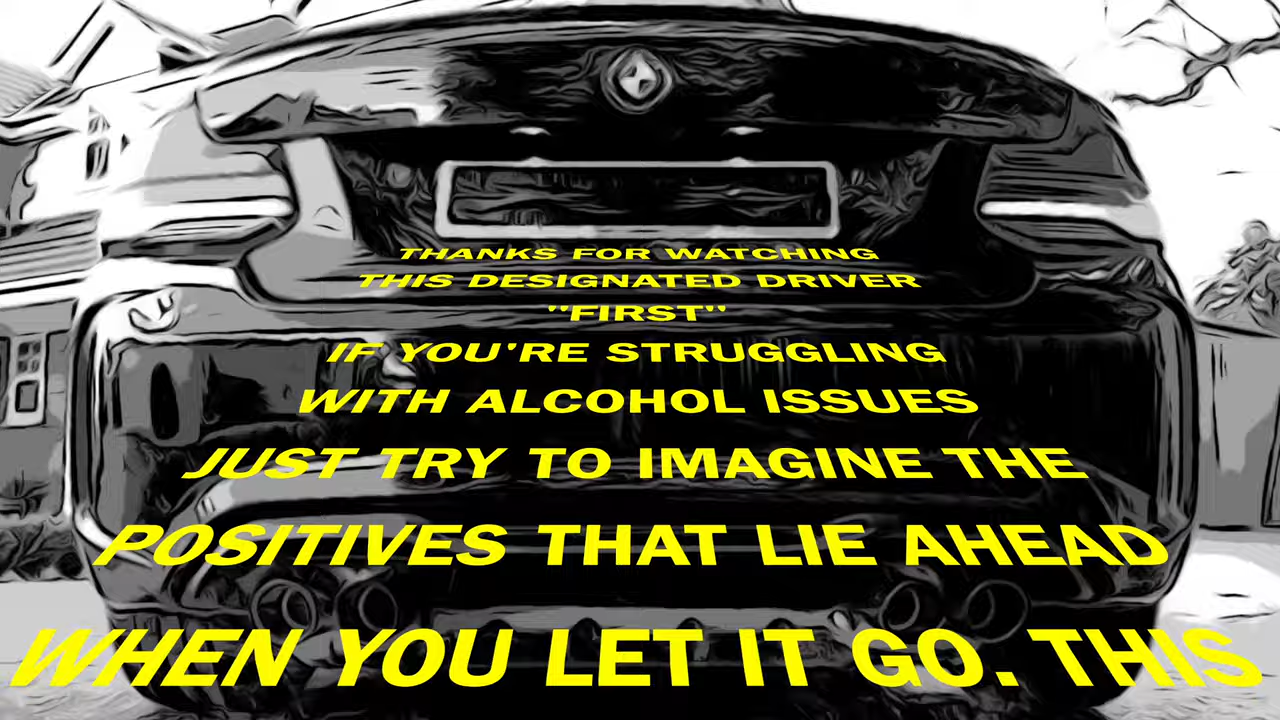 THANKS FOR WATCHING
THIS DESIGNATED DRIVER
"FIRST"
IF YOU'RE STRUGGLING
WITH ALCOHOL ISSUES
JUST TRY TO IMAGINE THE
POSITIVES THAT LIE AHEAD
WHEN YOU LET IT GO. THIS